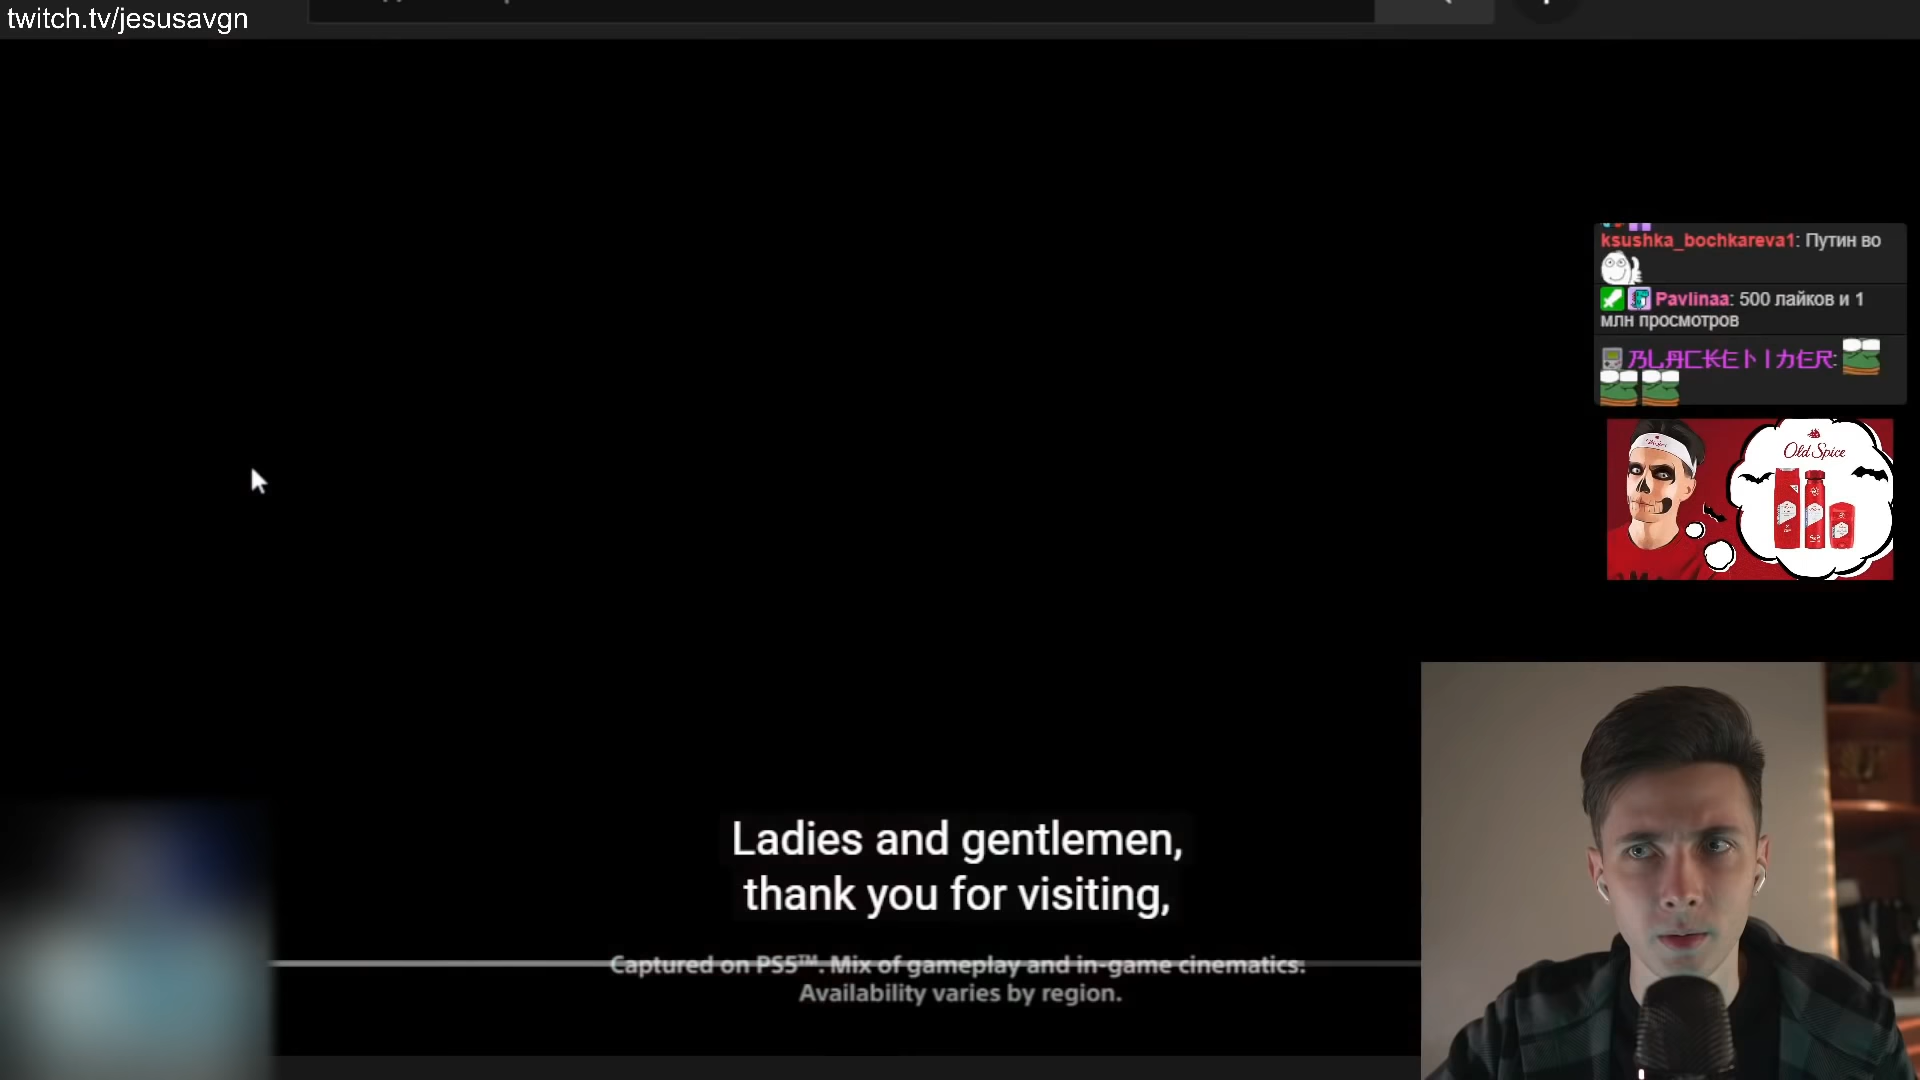 twitch.tv/jesusavgn
ksushka_bochkareva1: Путин во
Pavlinaa: 500 лайков и 1
млн просмотров
Old Spice
Ladies and gentlemen,
thank you for visiting,
Captured on PS5™. Mix of gameplay and in-game cinematics.
Availability varies by region.